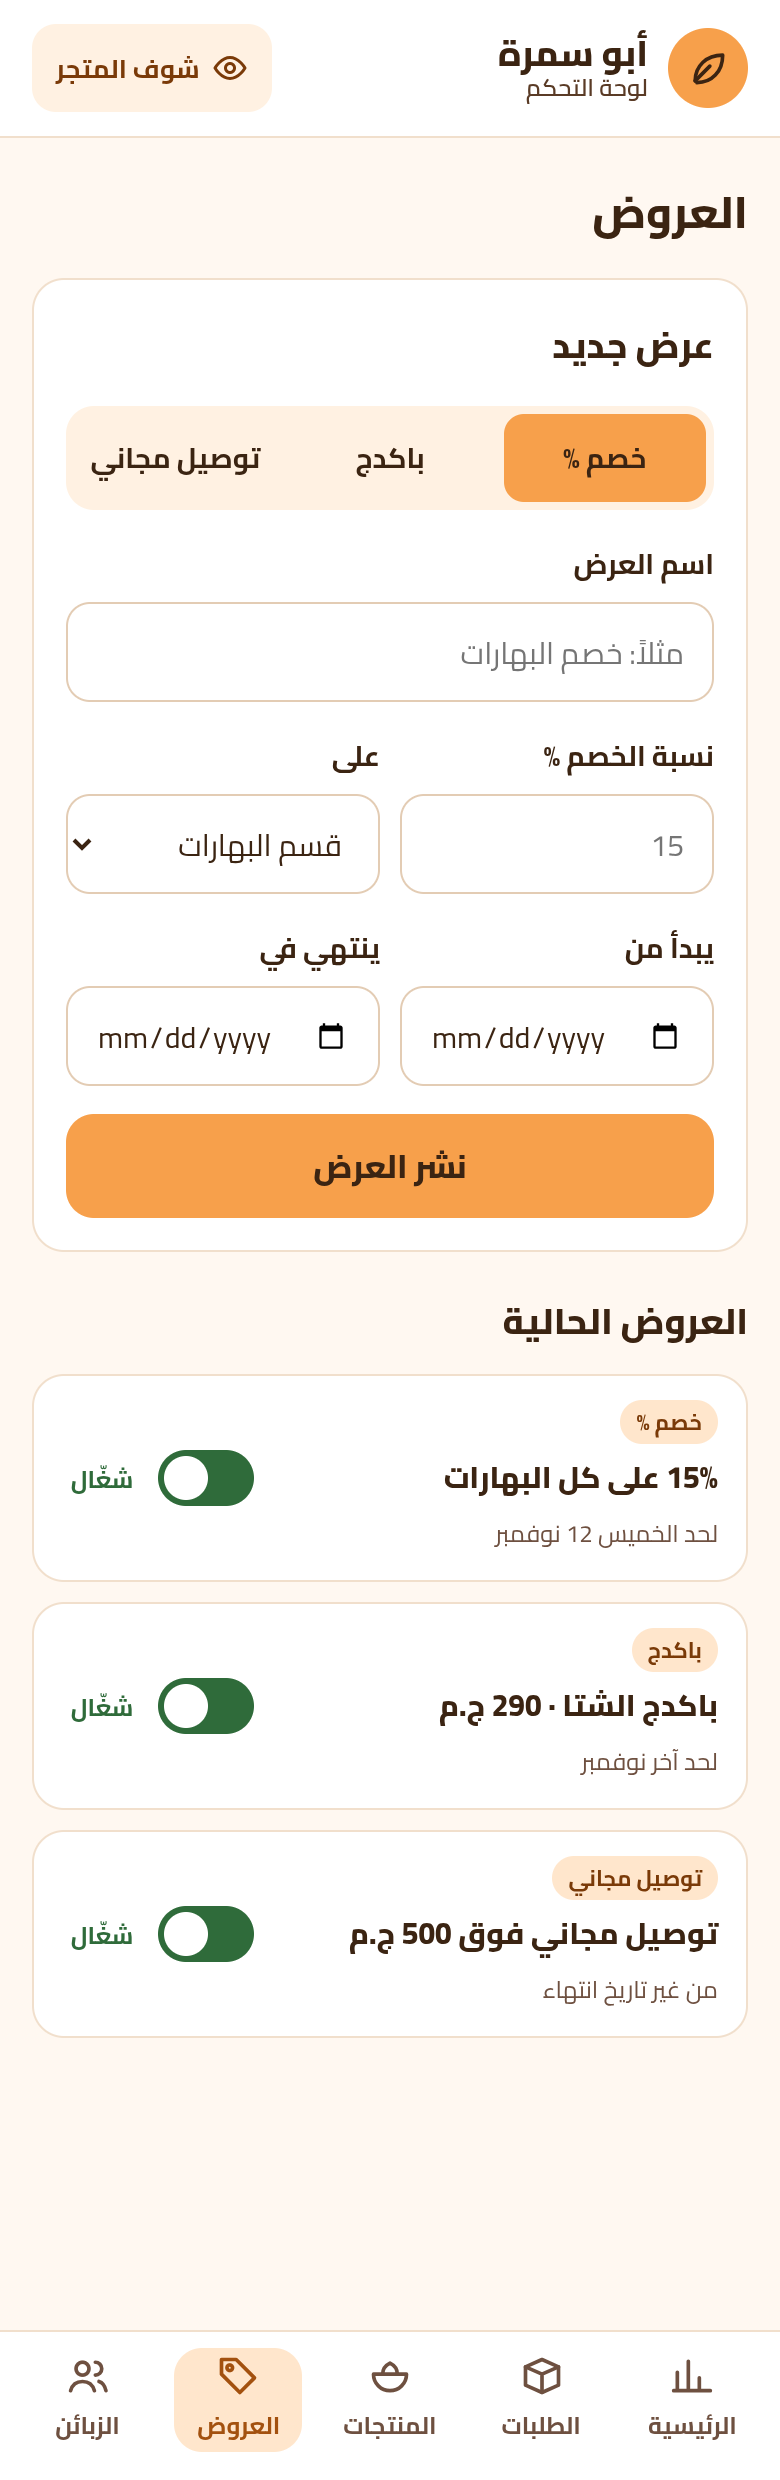 أبو سمرة
لوحة التحكم
شوف المتجر
العروض
عرض جديد
خصم %
باكدج
توصيل مجاني
اسم العرض
مثلاً: خصم البهارات
نسبة الخصم %
على
15
قسم البهارات
يبدأ من
ينتهي في
mm/dd/yyyy
mm/dd/yyyy
نشر العرض
العروض الحالية
خصم %
15% على كل البهارات
لحد الخميس 12 نوفمبر
شغّال
باكدج
باكدج الشتا · 290 ج.م
لحد آخر نوفمبر
شغّال
توصيل مجاني
توصيل مجاني فوق 500 ج.م
من غير تاريخ انتهاء
شغّال
الرئيسية
الطلبات
المنتجات
العروض
الزبائن